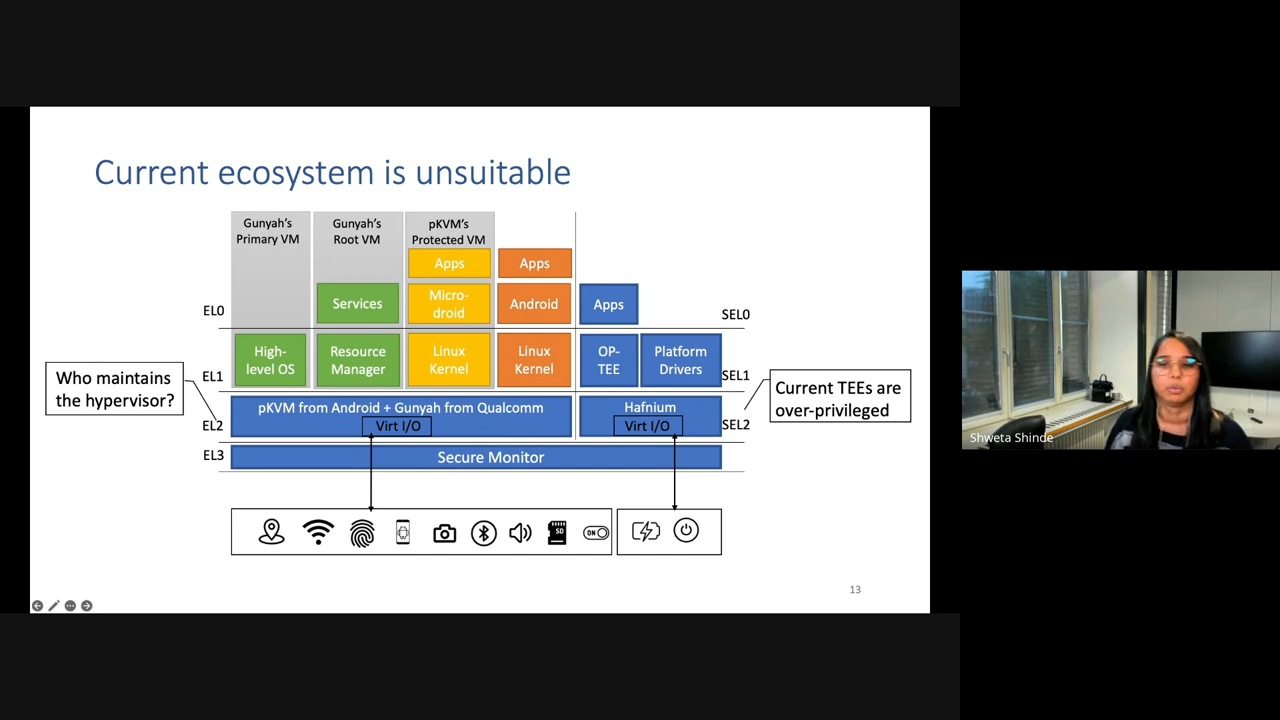 Current ecosystem is unsuitable
Gunyah's
Primary VM
Gunyah's
Root VM
pKVM's
Protected VM
Apps
Apps
Services
Micro-
droid
Android
Apps
EL0
SEL0
High-
level OS
Resource
Manager
Linux
Kernel
Linux
Kernel
OP-
TEE
Platform
Drivers
EL1
SEL1
Who maintains
the hypervisor?
Current TEEs are
over-privileged
pKVM from Android + Gunyah from Qualcomm
Virt I/O
Hafnium
Virt I/O
EL2
SEL2
EL3
Secure Monitor
SD
ON
13
Shweta Shinde